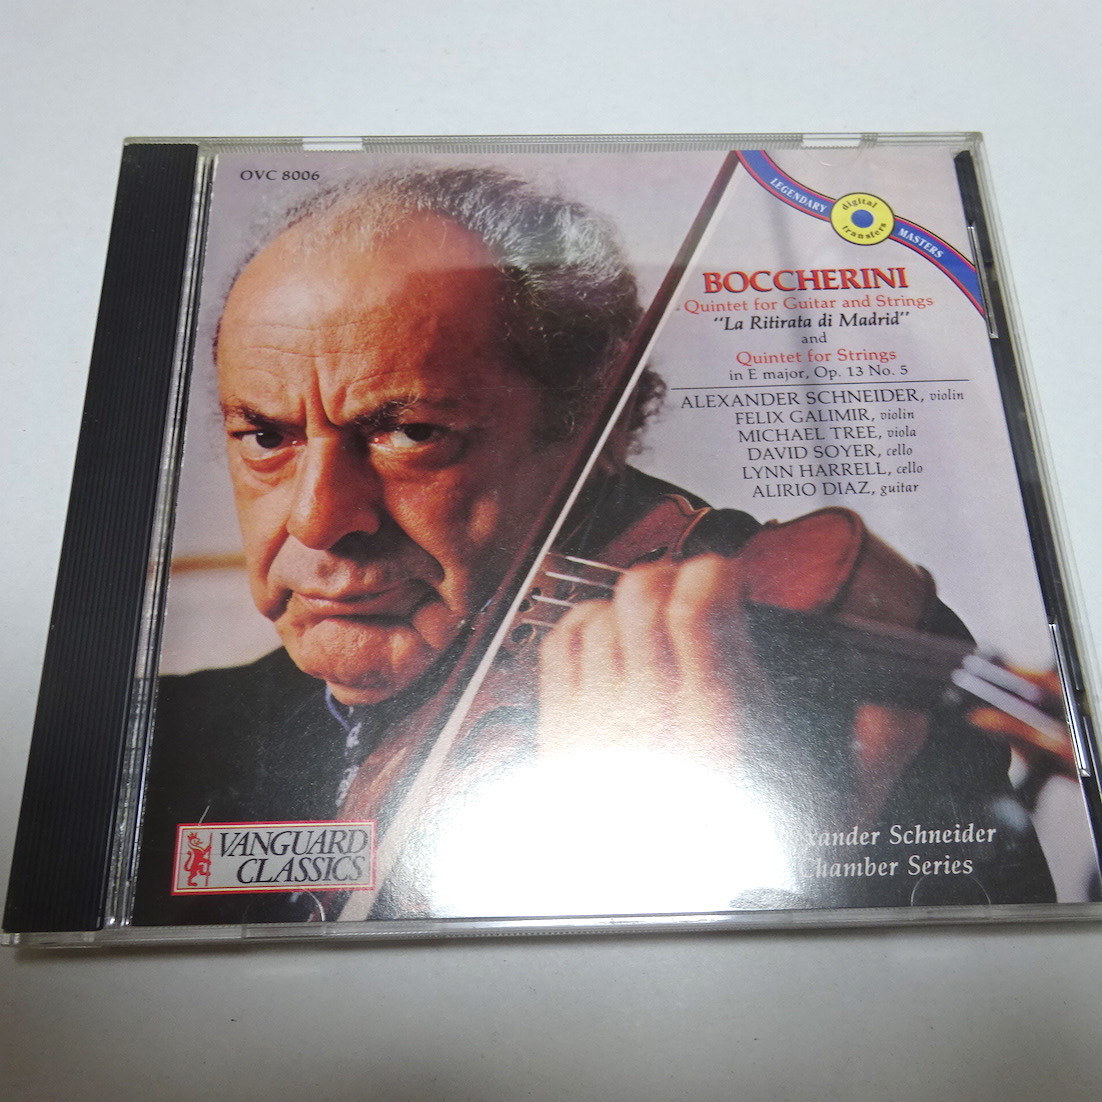 OVC 8006
LEGENDARY
digital
transfers
MASTERS
BOCCHERINI
Quintet for Guitar and Strings
"La Ritirata di Madrid"
and
Quintet for Strings
in E major, Op. 13 No. 5
ALEXANDER SCHNEIDER, violin
FELIX GALIMIR, violin
MICHAEL TREE, viola
DAVID SOYER, cello
LYNN HARRELL, cello
ALIRIO DIAZ, guitar
VANGUARD
CLASSICS
xander Schneider
Chamber Series